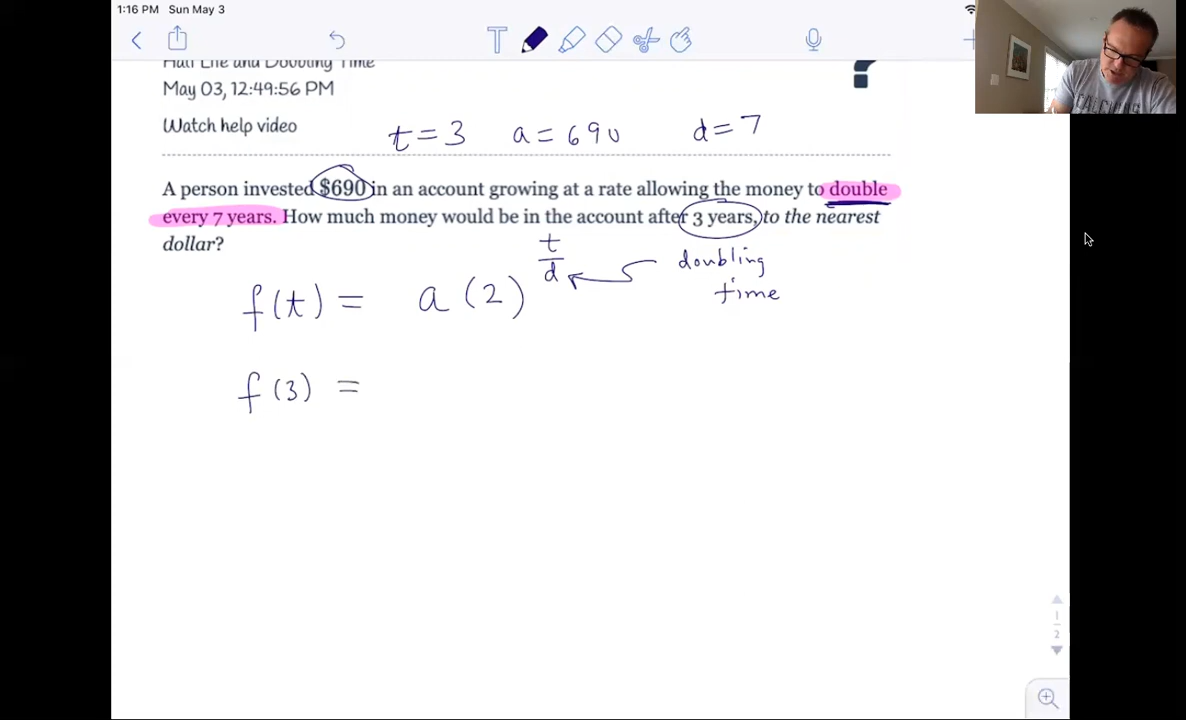 1:16 PM Sun May 3
Half Life and Doubling Time
May 03, 12:49:56 PM
?
Watch help video
t = 3 a = 690 d = 7
A person invested $690 in an account growing at a rate allowing the money to double
every 7 years. How much money would be in the account after 3 years, to the nearest
dollar?
f(t) = a (2)^t/d
doubling
time
f(3) =
1
2